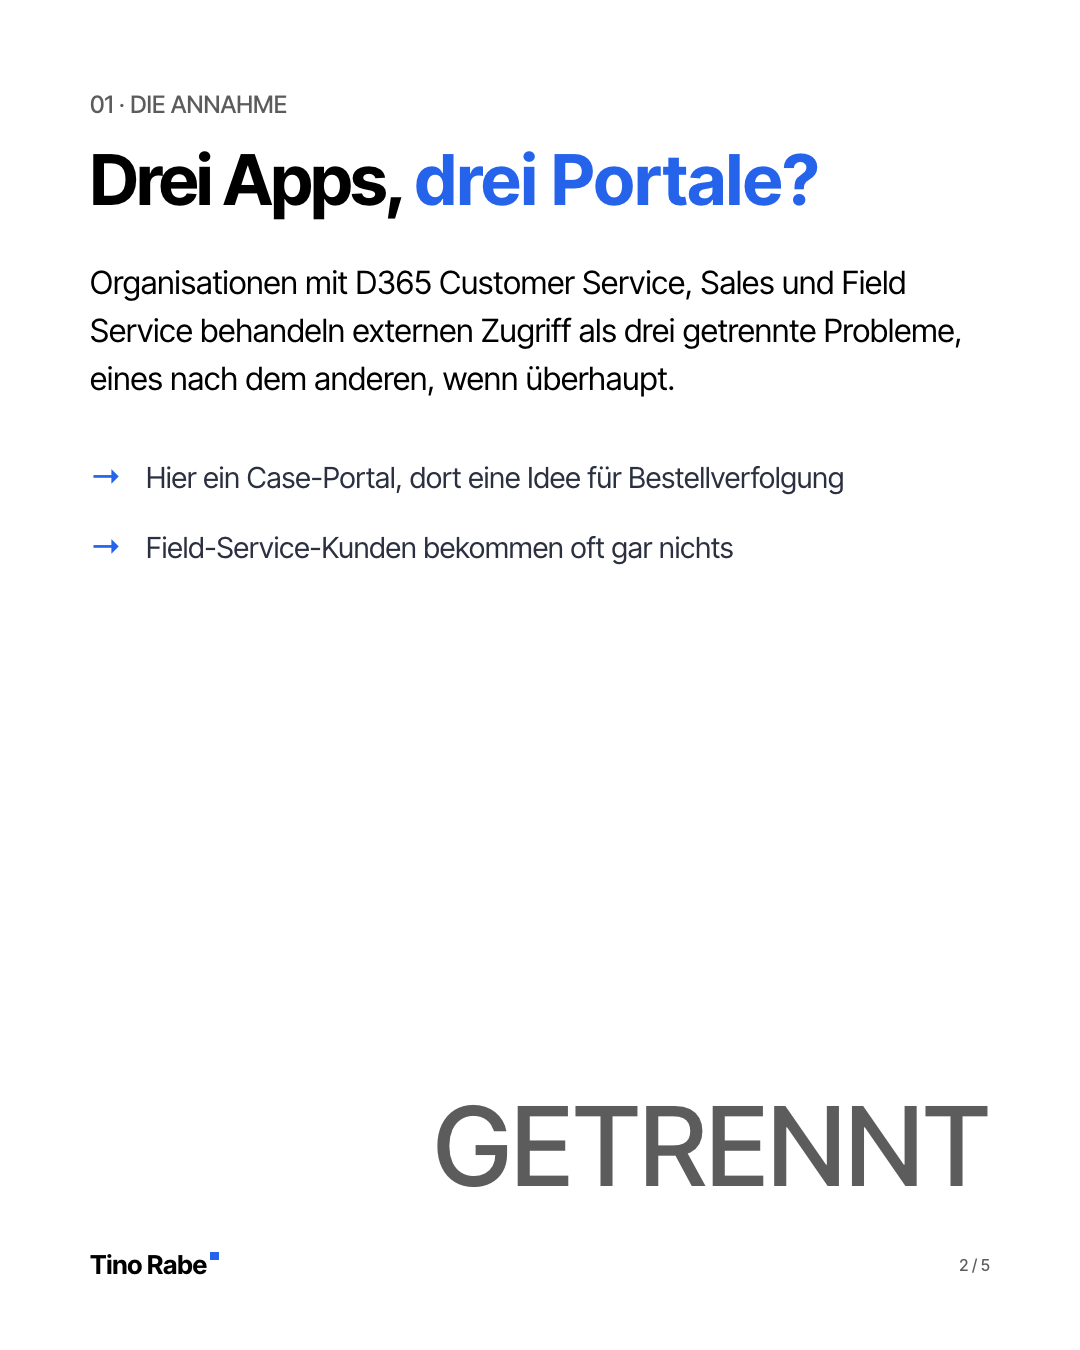 01 · DIE ANNAHME
Drei Apps, drei Portale?
Organisationen mit D365 Customer Service, Sales und Field
Service behandeln externen Zugriff als drei getrennte Probleme,
eines nach dem anderen, wenn überhaupt.
→ Hier ein Case-Portal, dort eine Idee für Bestellverfolgung
→ Field-Service-Kunden bekommen oft gar nichts
GETRENNT
Tino Rabe
2 / 5